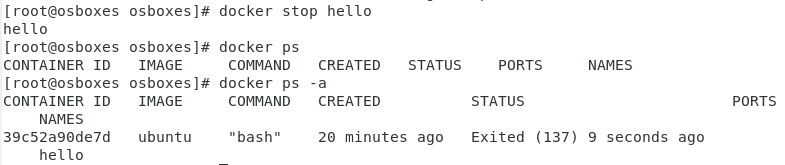 [root@osboxes osboxes]# docker stop hello
hello
[root@osboxes osboxes]# docker ps
CONTAINER ID   IMAGE     COMMAND   CREATED   STATUS    PORTS     NAMES
[root@osboxes osboxes]# docker ps -a
CONTAINER ID   IMAGE     COMMAND   CREATED          STATUS                       PORTS
    NAMES
39c52a90de7d   ubuntu    "bash"    20 minutes ago   Exited (137) 9 seconds ago
    hello